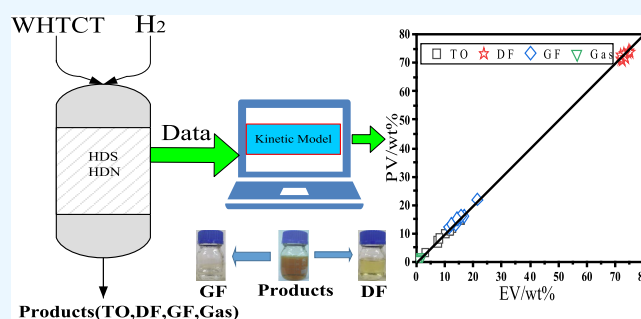 WHTCT H2
HDS
HDN
Data
Kinetic Model
GF Products DF
Products(TO,DF,GF,Gas)
TO DF GF Gas
PV/wt%
80
70
60
50
40
30
20
10
0
0 10 20 30 40 50 60 70 80
EV/wt%